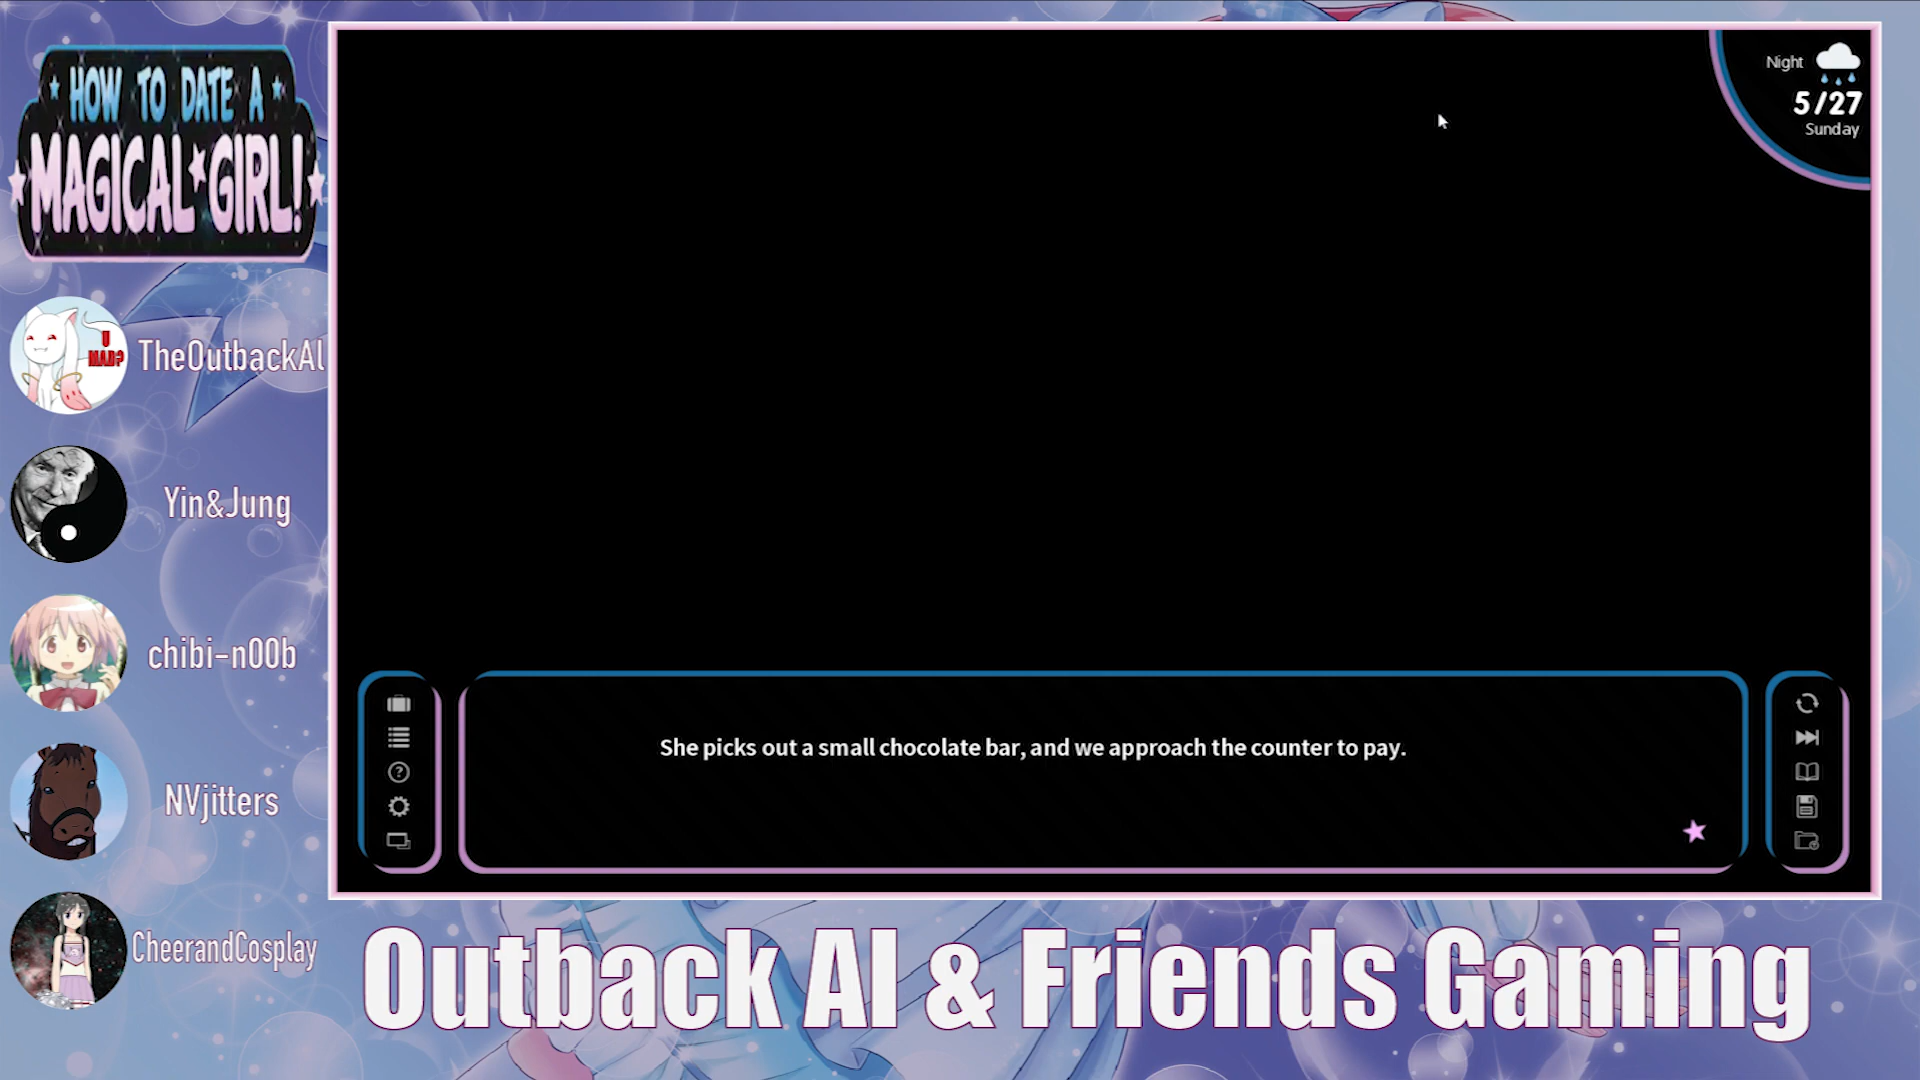 HOW TO DATE A
MAGICAL GIRL!
U
MAD?
TheOutbackAl
Yin&Jung
chibi-n00b
NVjitters
CheerandCosplay
Night
5/27
Sunday
She picks out a small chocolate bar, and we approach the counter to pay.
Outback Al & Friends Gaming